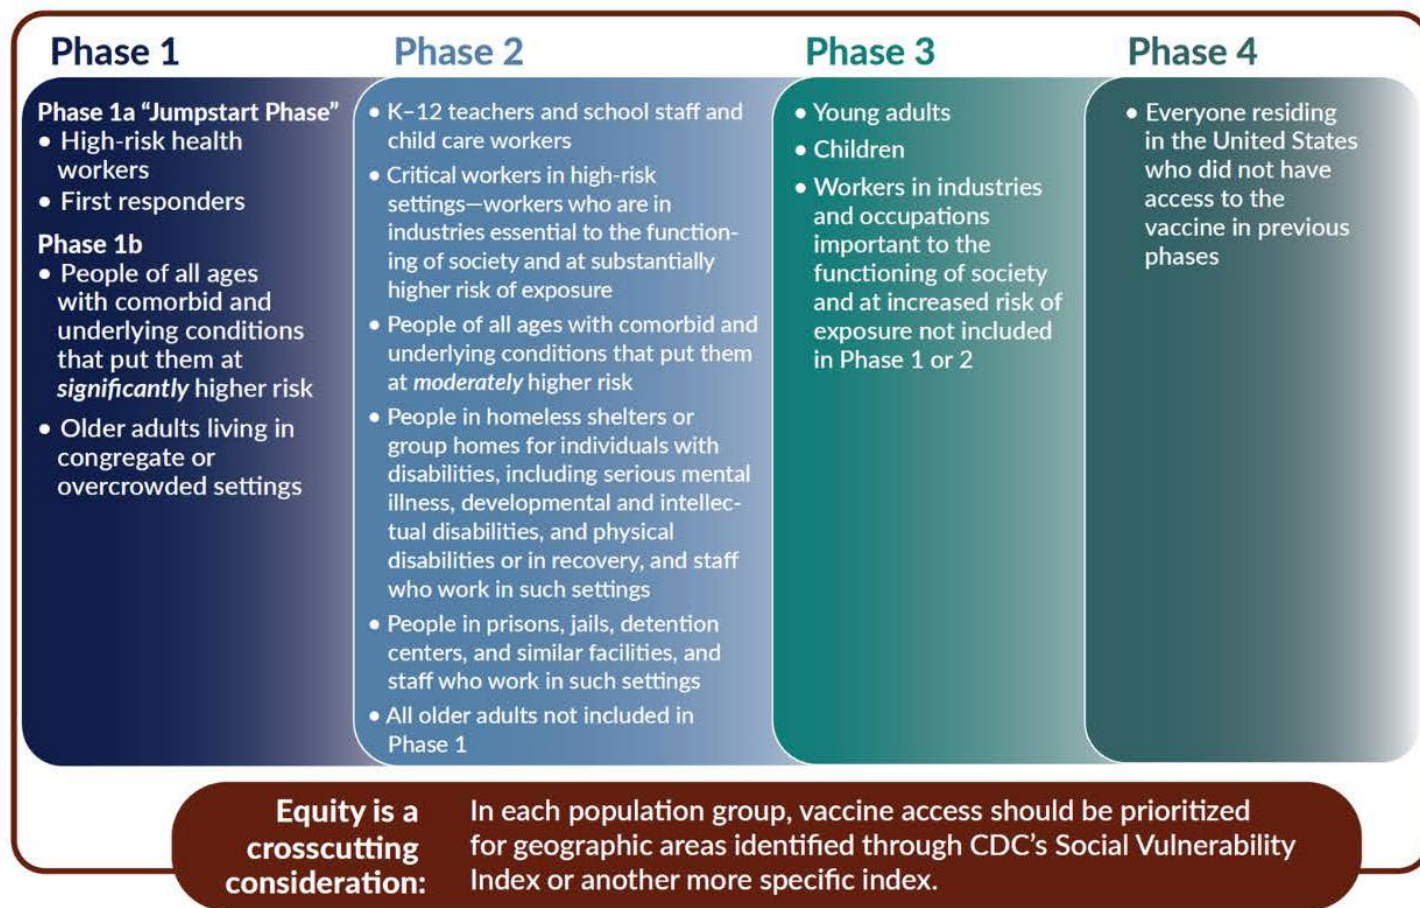 Phase 1
Phase 1a “Jumpstart Phase”
• High-risk health
workers
• First responders
Phase 1b
• People of all ages
with comorbid and
underlying conditions
that put them at
significantly higher risk
• Older adults living in
congregate or
overcrowded settings
Phase 2
• K–12 teachers and school staff and
child care workers
• Critical workers in high-risk
settings—workers who are in
industries essential to the function-
ing of society and at substantially
higher risk of exposure
• People of all ages with comorbid and
underlying conditions that put them
at moderately higher risk
• People in homeless shelters or
group homes for individuals with
disabilities, including serious mental
illness, developmental and intellec-
tual disabilities, and physical
disabilities or in recovery, and staff
who work in such settings
• People in prisons, jails, detention
centers, and similar facilities, and
staff who work in such settings
• All older adults not included in
Phase 1
Phase 3
• Young adults
• Children
• Workers in industries
and occupations
important to the
functioning of society
and at increased risk of
exposure not included
in Phase 1 or 2
Phase 4
• Everyone residing
in the United States
who did not have
access to the
vaccine in previous
phases
Equity is a
crosscutting
consideration:
In each population group, vaccine access should be prioritized
for geographic areas identified through CDC’s Social Vulnerability
Index or another more specific index.